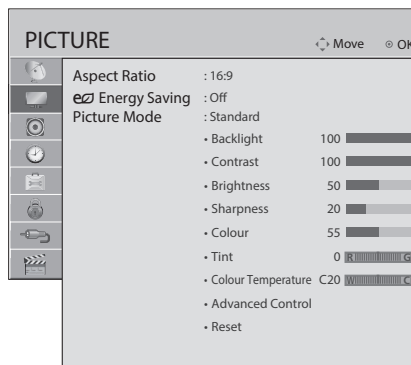 PICTURE Move OK
Aspect Ratio : 16:9
Energy Saving : Off
Picture Mode : Standard
• Backlight 100
• Contrast 100
• Brightness 50
• Sharpness 20
• Colour 55
• Tint 0 R G
• Colour Temperature C20 W C
• Advanced Control
• Reset